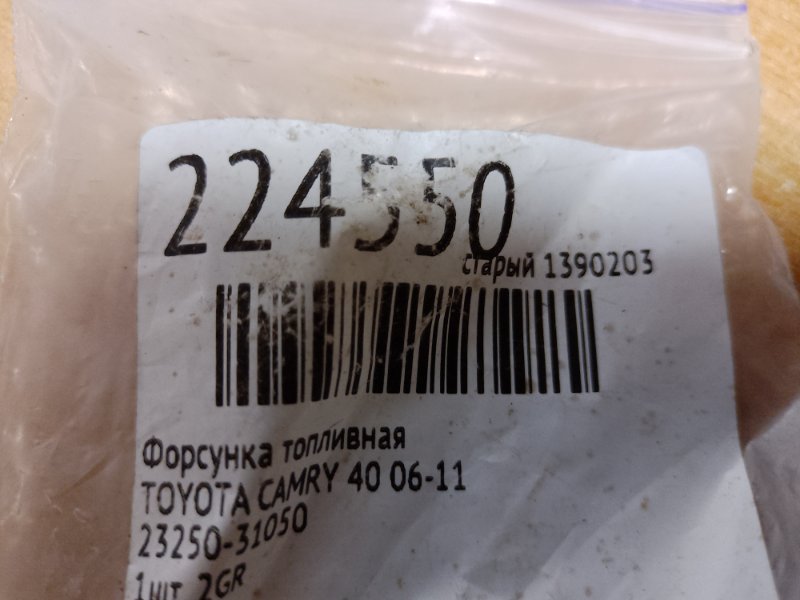 224550
старый 1390203
Форсунка топливная
TOYOTA CAMRY 40 06-11
23250-31050
1шт. 2GR